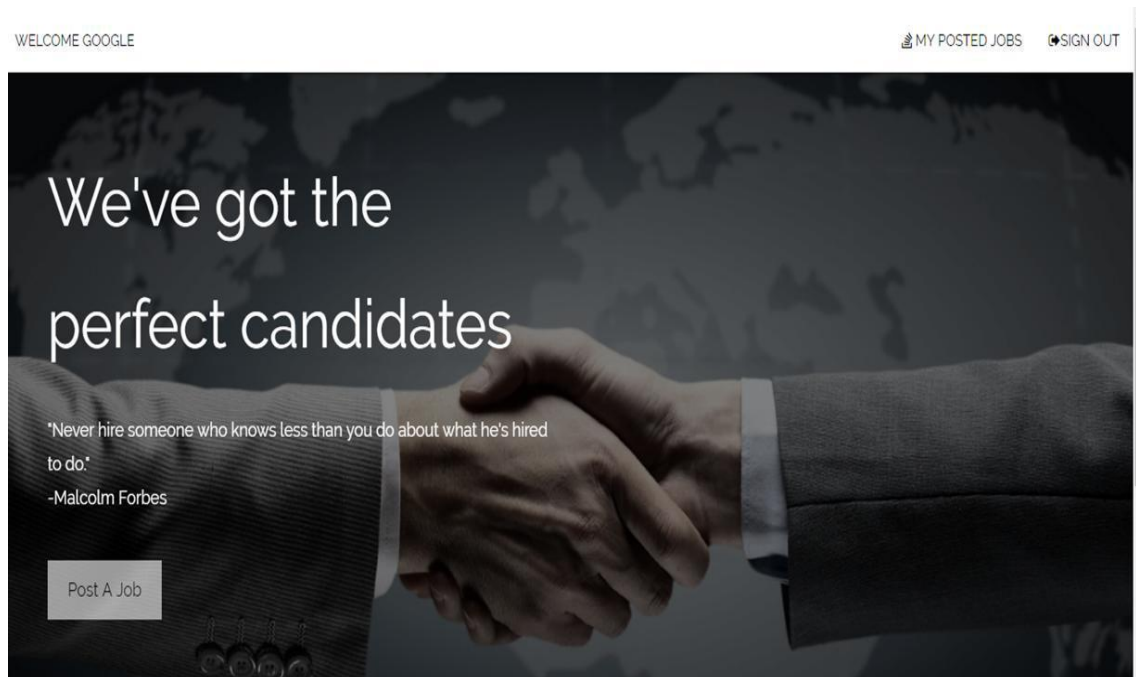 WELCOME GOOGLE
MY POSTED JOBS
SIGN OUT
We've got the
perfect candidates
"Never hire someone who knows less than you do about what he's hired
to do."
-Malcolm Forbes
Post A Job